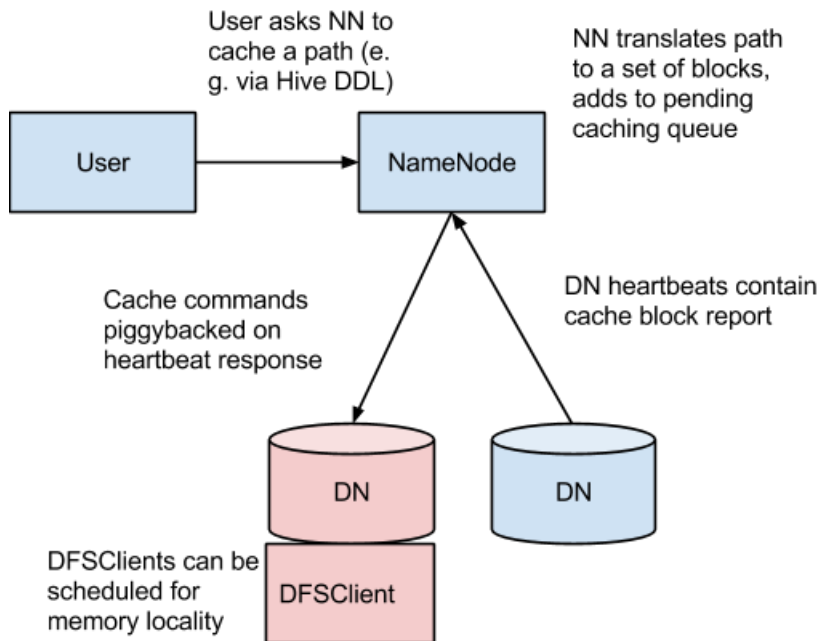 User asks NN to
cache a path (e.
g. via Hive DDL)
NN translates path
to a set of blocks,
adds to pending
caching queue
User
NameNode
Cache commands
piggybacked on
heartbeat response
DN heartbeats contain
cache block report
DN
DN
DFSClients can be
scheduled for
memory locality
DFSClient